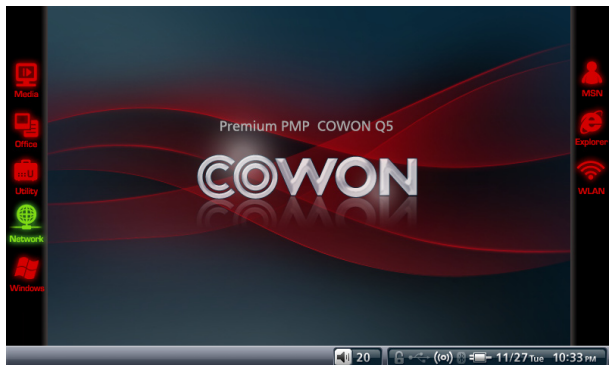 Media
Office
Utility
Network
Windows
Premium PMP COWON Q5
COWON
MSN
Explorer
WLAN
20
11/27 Tue 10:33 PM